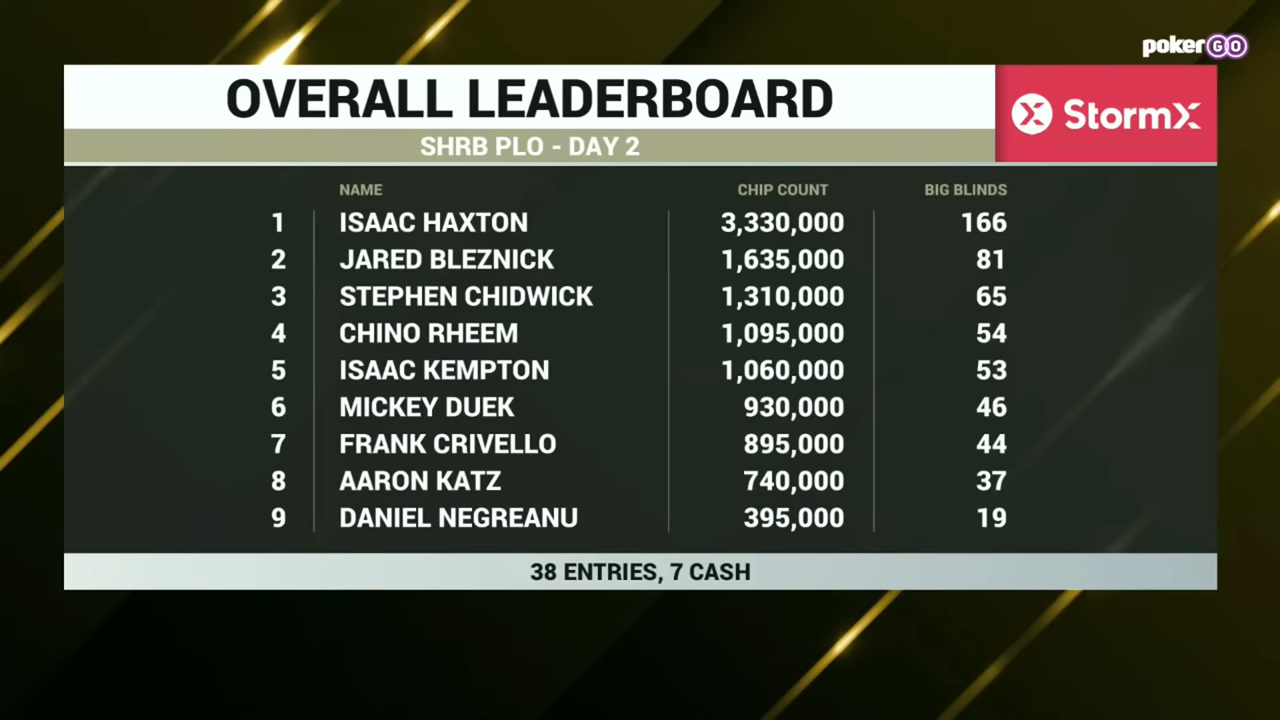 pokerGO
OVERALL LEADERBOARD
StormX
SHRB PLO - DAY 2
NAME CHIP COUNT BIG BLINDS
1 ISAAC HAXTON 3,330,000 166
2 JARED BLEZNICK 1,635,000 81
3 STEPHEN CHIDWICK 1,310,000 65
4 CHINO RHEEM 1,095,000 54
5 ISAAC KEMPTON 1,060,000 53
6 MICKEY DUEK 930,000 46
7 FRANK CRIVELLO 895,000 44
8 AARON KATZ 740,000 37
9 DANIEL NEGREANU 395,000 19
38 ENTRIES, 7 CASH